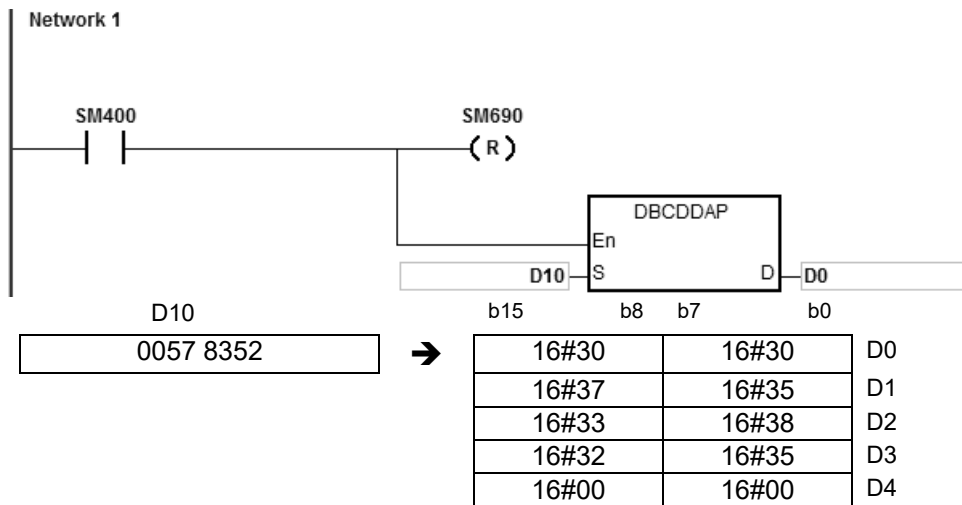 Network 1
SM400
SM690
( R )
DBCDDAP
En
D10
S
D
D0
D10
b15 b8 b7 b0
0057 8352 ➔ 16#30 16#30 D0
16#37 16#35 D1
16#33 16#38 D2
16#32 16#35 D3
16#00 16#00 D4